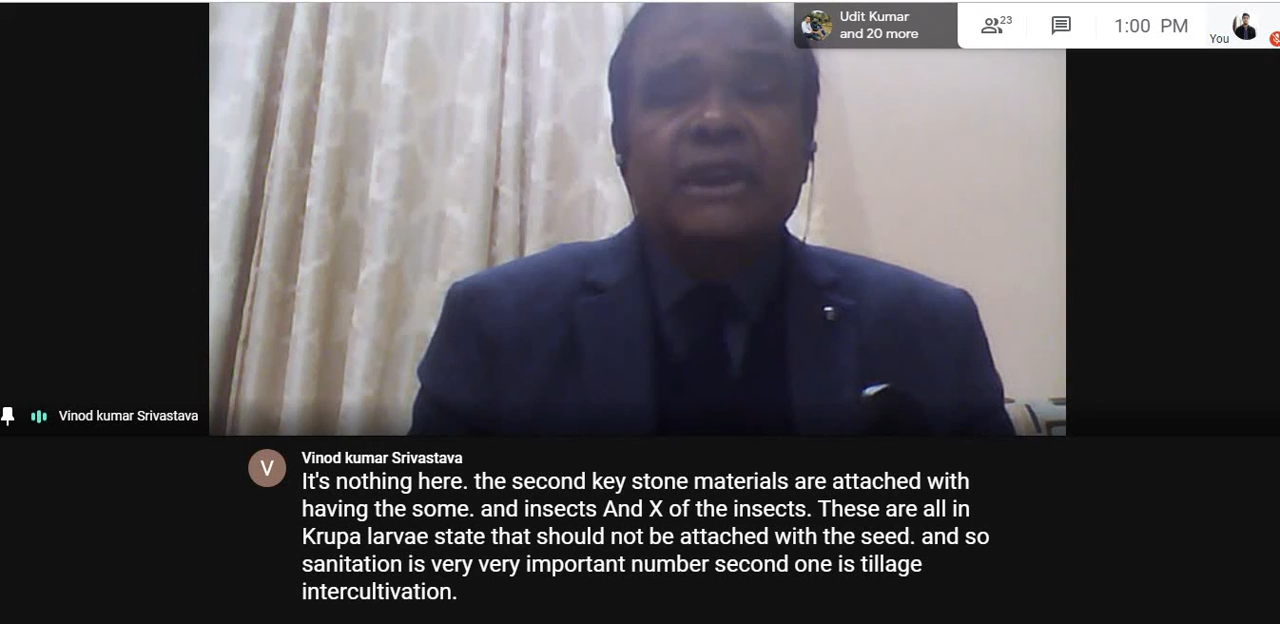 Udit Kumar
and 20 more
23
1:00 PM
You
Vinod kumar Srivastava
V
Vinod kumar Srivastava
It's nothing here. the second key stone materials are attached with
having the some. and insects And X of the insects. These are all in
Krupa larvae state that should not be attached with the seed. and so
sanitation is very very important number second one is tillage
intercultivation.